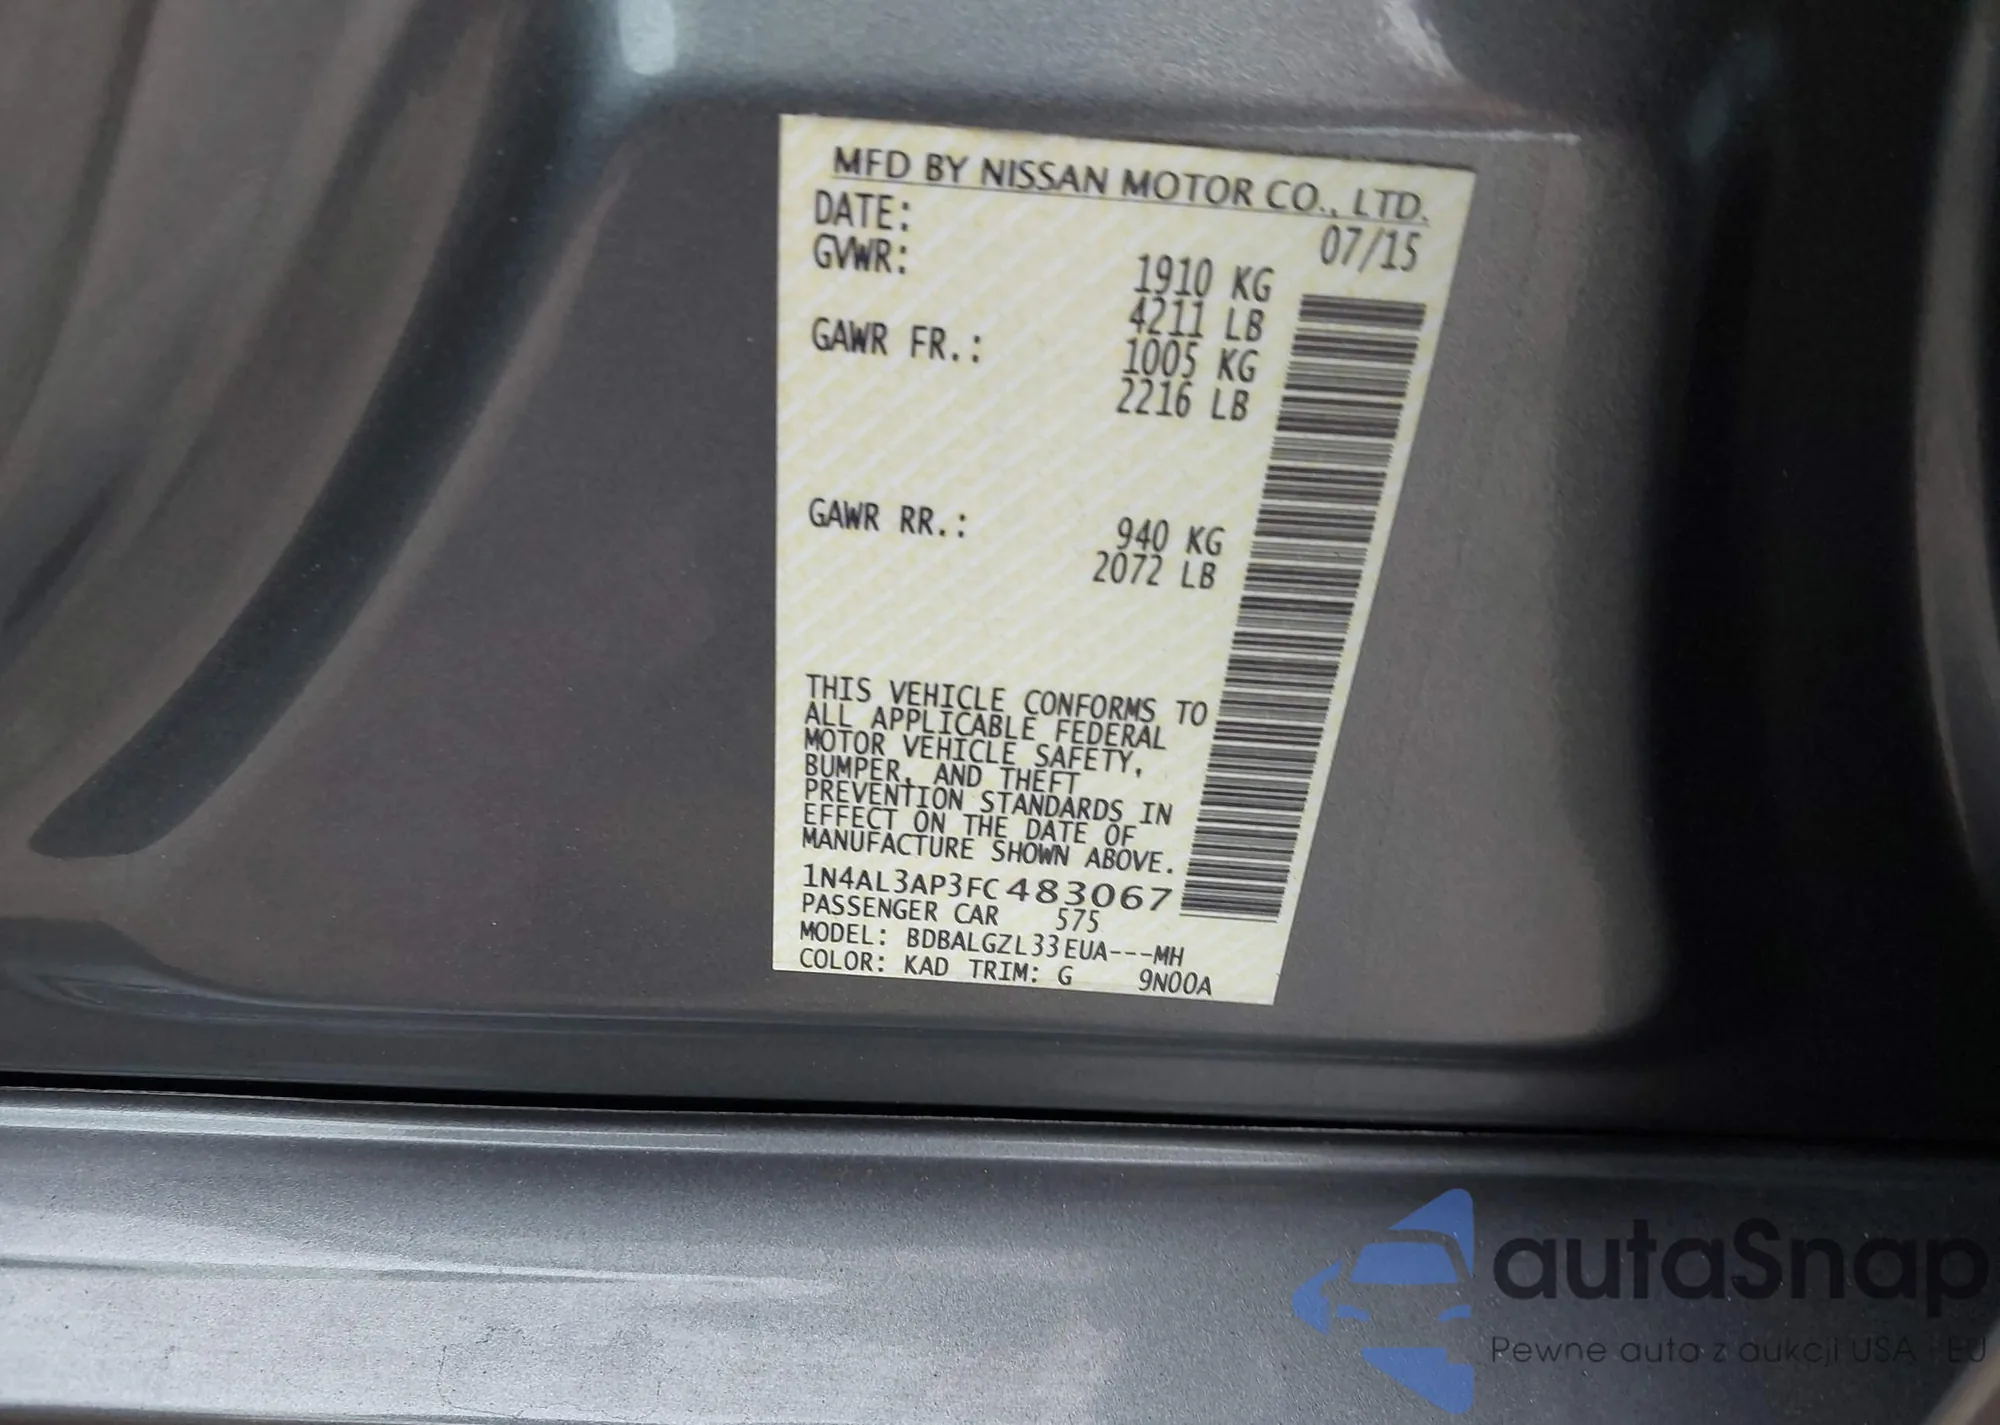 MFD BY NISSAN MOTOR CO., LTD.
DATE: 07/15
GVWR: 1910 KG
4211 LB
GAWR FR.: 1005 KG
2216 LB
GAWR RR.: 940 KG
2072 LB
THIS VEHICLE CONFORMS TO
ALL APPLICABLE FEDERAL
MOTOR VEHICLE SAFETY,
BUMPER, AND THEFT
PREVENTION STANDARDS IN
EFFECT ON THE DATE OF
MANUFACTURE SHOWN ABOVE.
1N4AL3AP3FC483067
PASSENGER CAR 575
MODEL: BDBALGZL33EUA---MH
COLOR: KAD TRIM: G 9N00A
autoSnap
Pewne auta z aukcji USA i EU